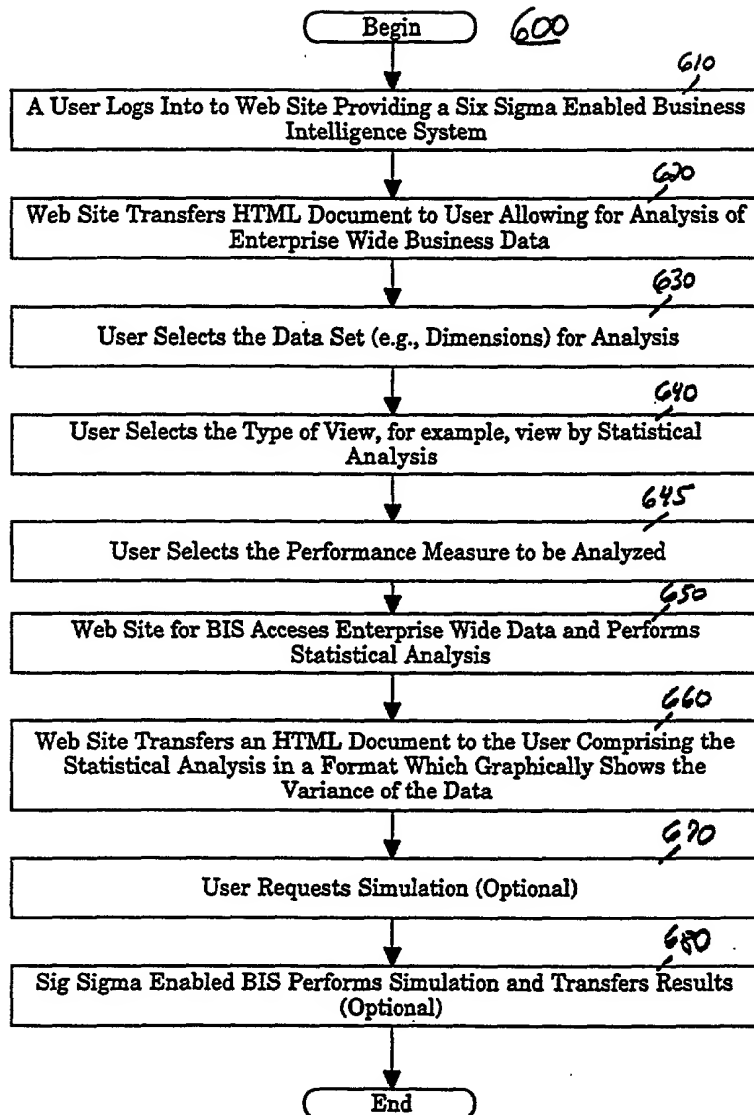 Begin 600
610
A User Logs Into to Web Site Providing a Six Sigma Enabled Business
Intelligence System
620
Web Site Transfers HTML Document to User Allowing for Analysis of
Enterprise Wide Business Data
630
User Selects the Data Set (e.g., Dimensions) for Analysis
640
User Selects the Type of View, for example, view by Statistical
Analysis
645
User Selects the Performance Measure to be Analyzed
650
Web Site for BIS Acceses Enterprise Wide Data and Performs
Statistical Analysis
660
Web Site Transfers an HTML Document to the User Comprising the
Statistical Analysis in a Format Which Graphically Shows the
Variance of the Data
670
User Requests Simulation (Optional)
680
Sig Sigma Enabled BIS Performs Simulation and Transfers Results
(Optional)
End